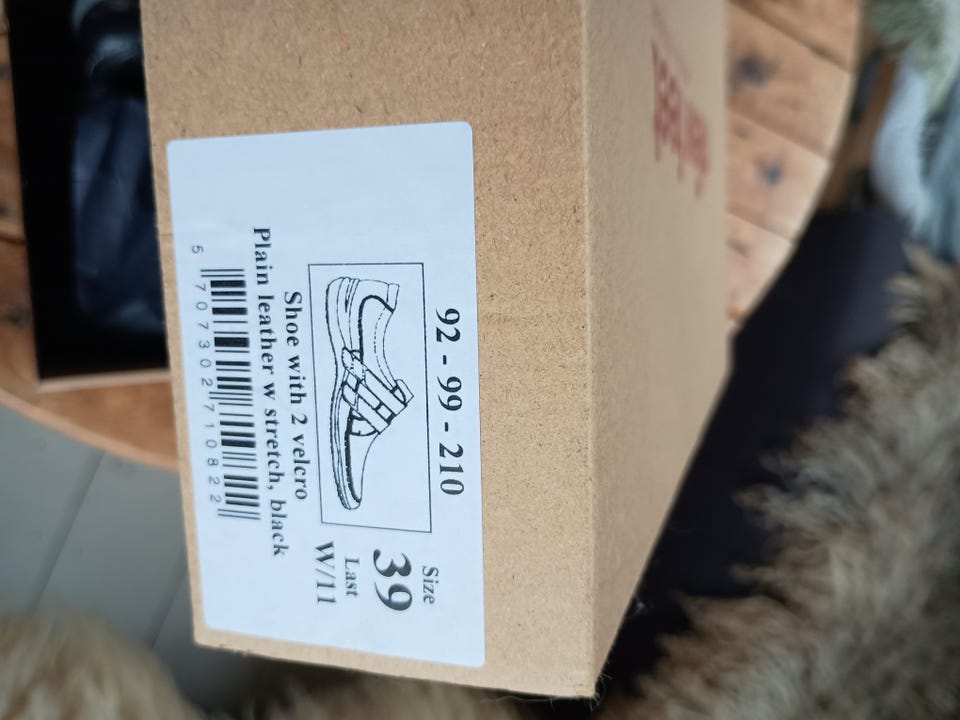 92 - 99 - 210
Size
39
Last
W/11
Shoe with 2 velcro
Plain leather w stretch, black
5 707302 710822